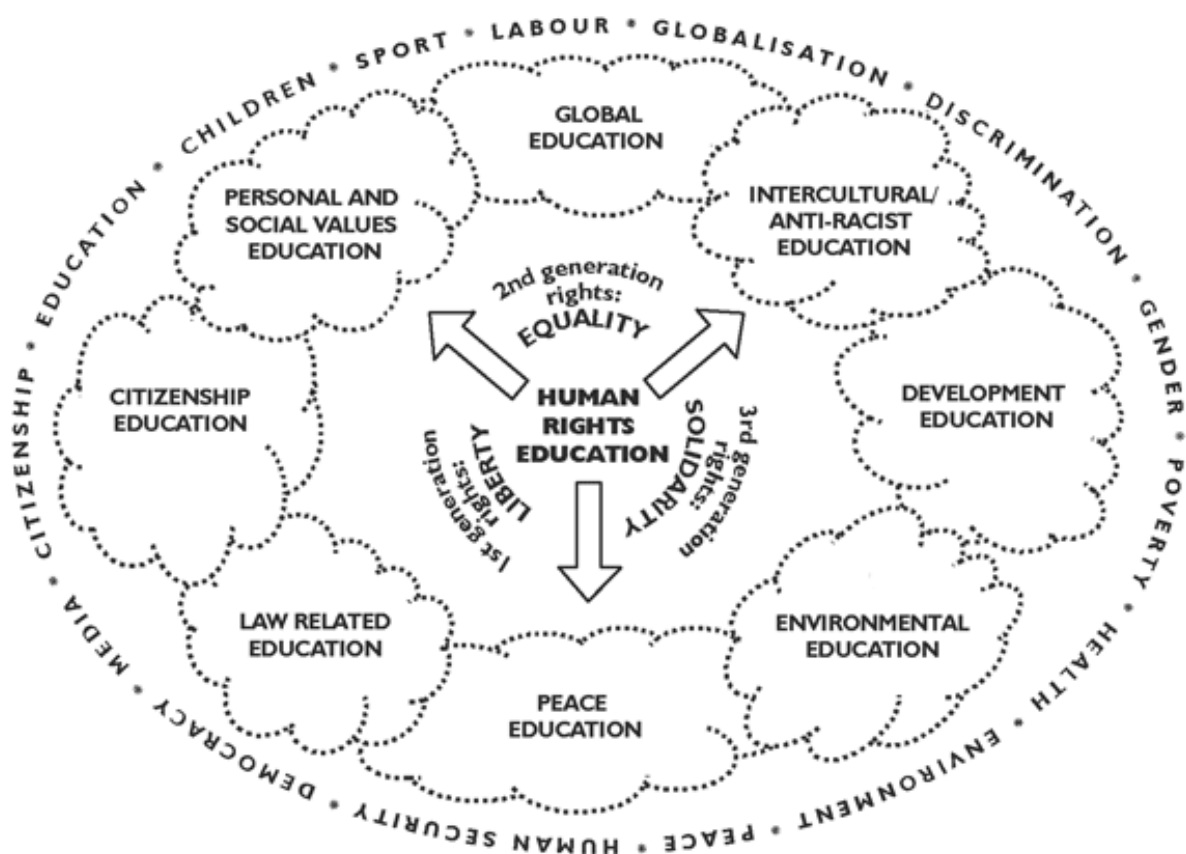 CITIZENSHIP * EDUCATION * CHILDREN * SPORT * LABOUR * GLOBALISATION * DISCRIMINATION * GENDER * POVERTY * HEALTH * ENVIRONMENT * PEACE * HUMAN SECURITY * DEMOCRACY * MEDIA *
GLOBAL
EDUCATION
PERSONAL AND
SOCIAL VALUES
EDUCATION
INTERCULTURAL/
ANTI-RACIST
EDUCATION
2nd generation
rights:
EQUALITY
CITIZENSHIP
EDUCATION
HUMAN
RIGHTS
EDUCATION
DEVELOPMENT
EDUCATION
1st generation
rights:
LIBERTY
3rd generation
rights:
SOLIDARITY
LAW RELATED
EDUCATION
ENVIRONMENTAL
EDUCATION
PEACE
EDUCATION